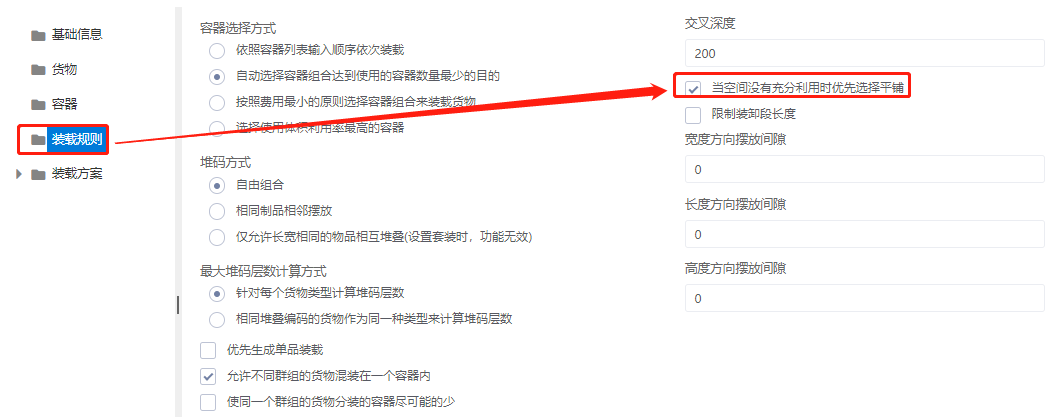 基础信息
货物
容器
装载规则
装载方案
容器选择方式
依照容器列表输入顺序依次装载
自动选择容器组合达到使用的容器数量最少的目的
按照费用最小的原则选择容器组合来装载货物
选择使用体积利用率最高的容器
堆码方式
自由组合
相同制品相邻摆放
仅允许长宽相同的物品相互堆叠(设置套装时，功能无效)
最大堆码层数计算方式
针对每个货物类型计算堆码层数
相同堆叠编码的货物作为同一种类型来计算堆码层数
优先生成单品装载
允许不同群组的货物混装在一个容器内
使同一个群组的货物分装的容器尽可能的少
交叉深度
200
当空间没有充分利用时优先选择平铺
限制装卸段长度
宽度方向摆放间隙
0
长度方向摆放间隙
0
高度方向摆放间隙
0